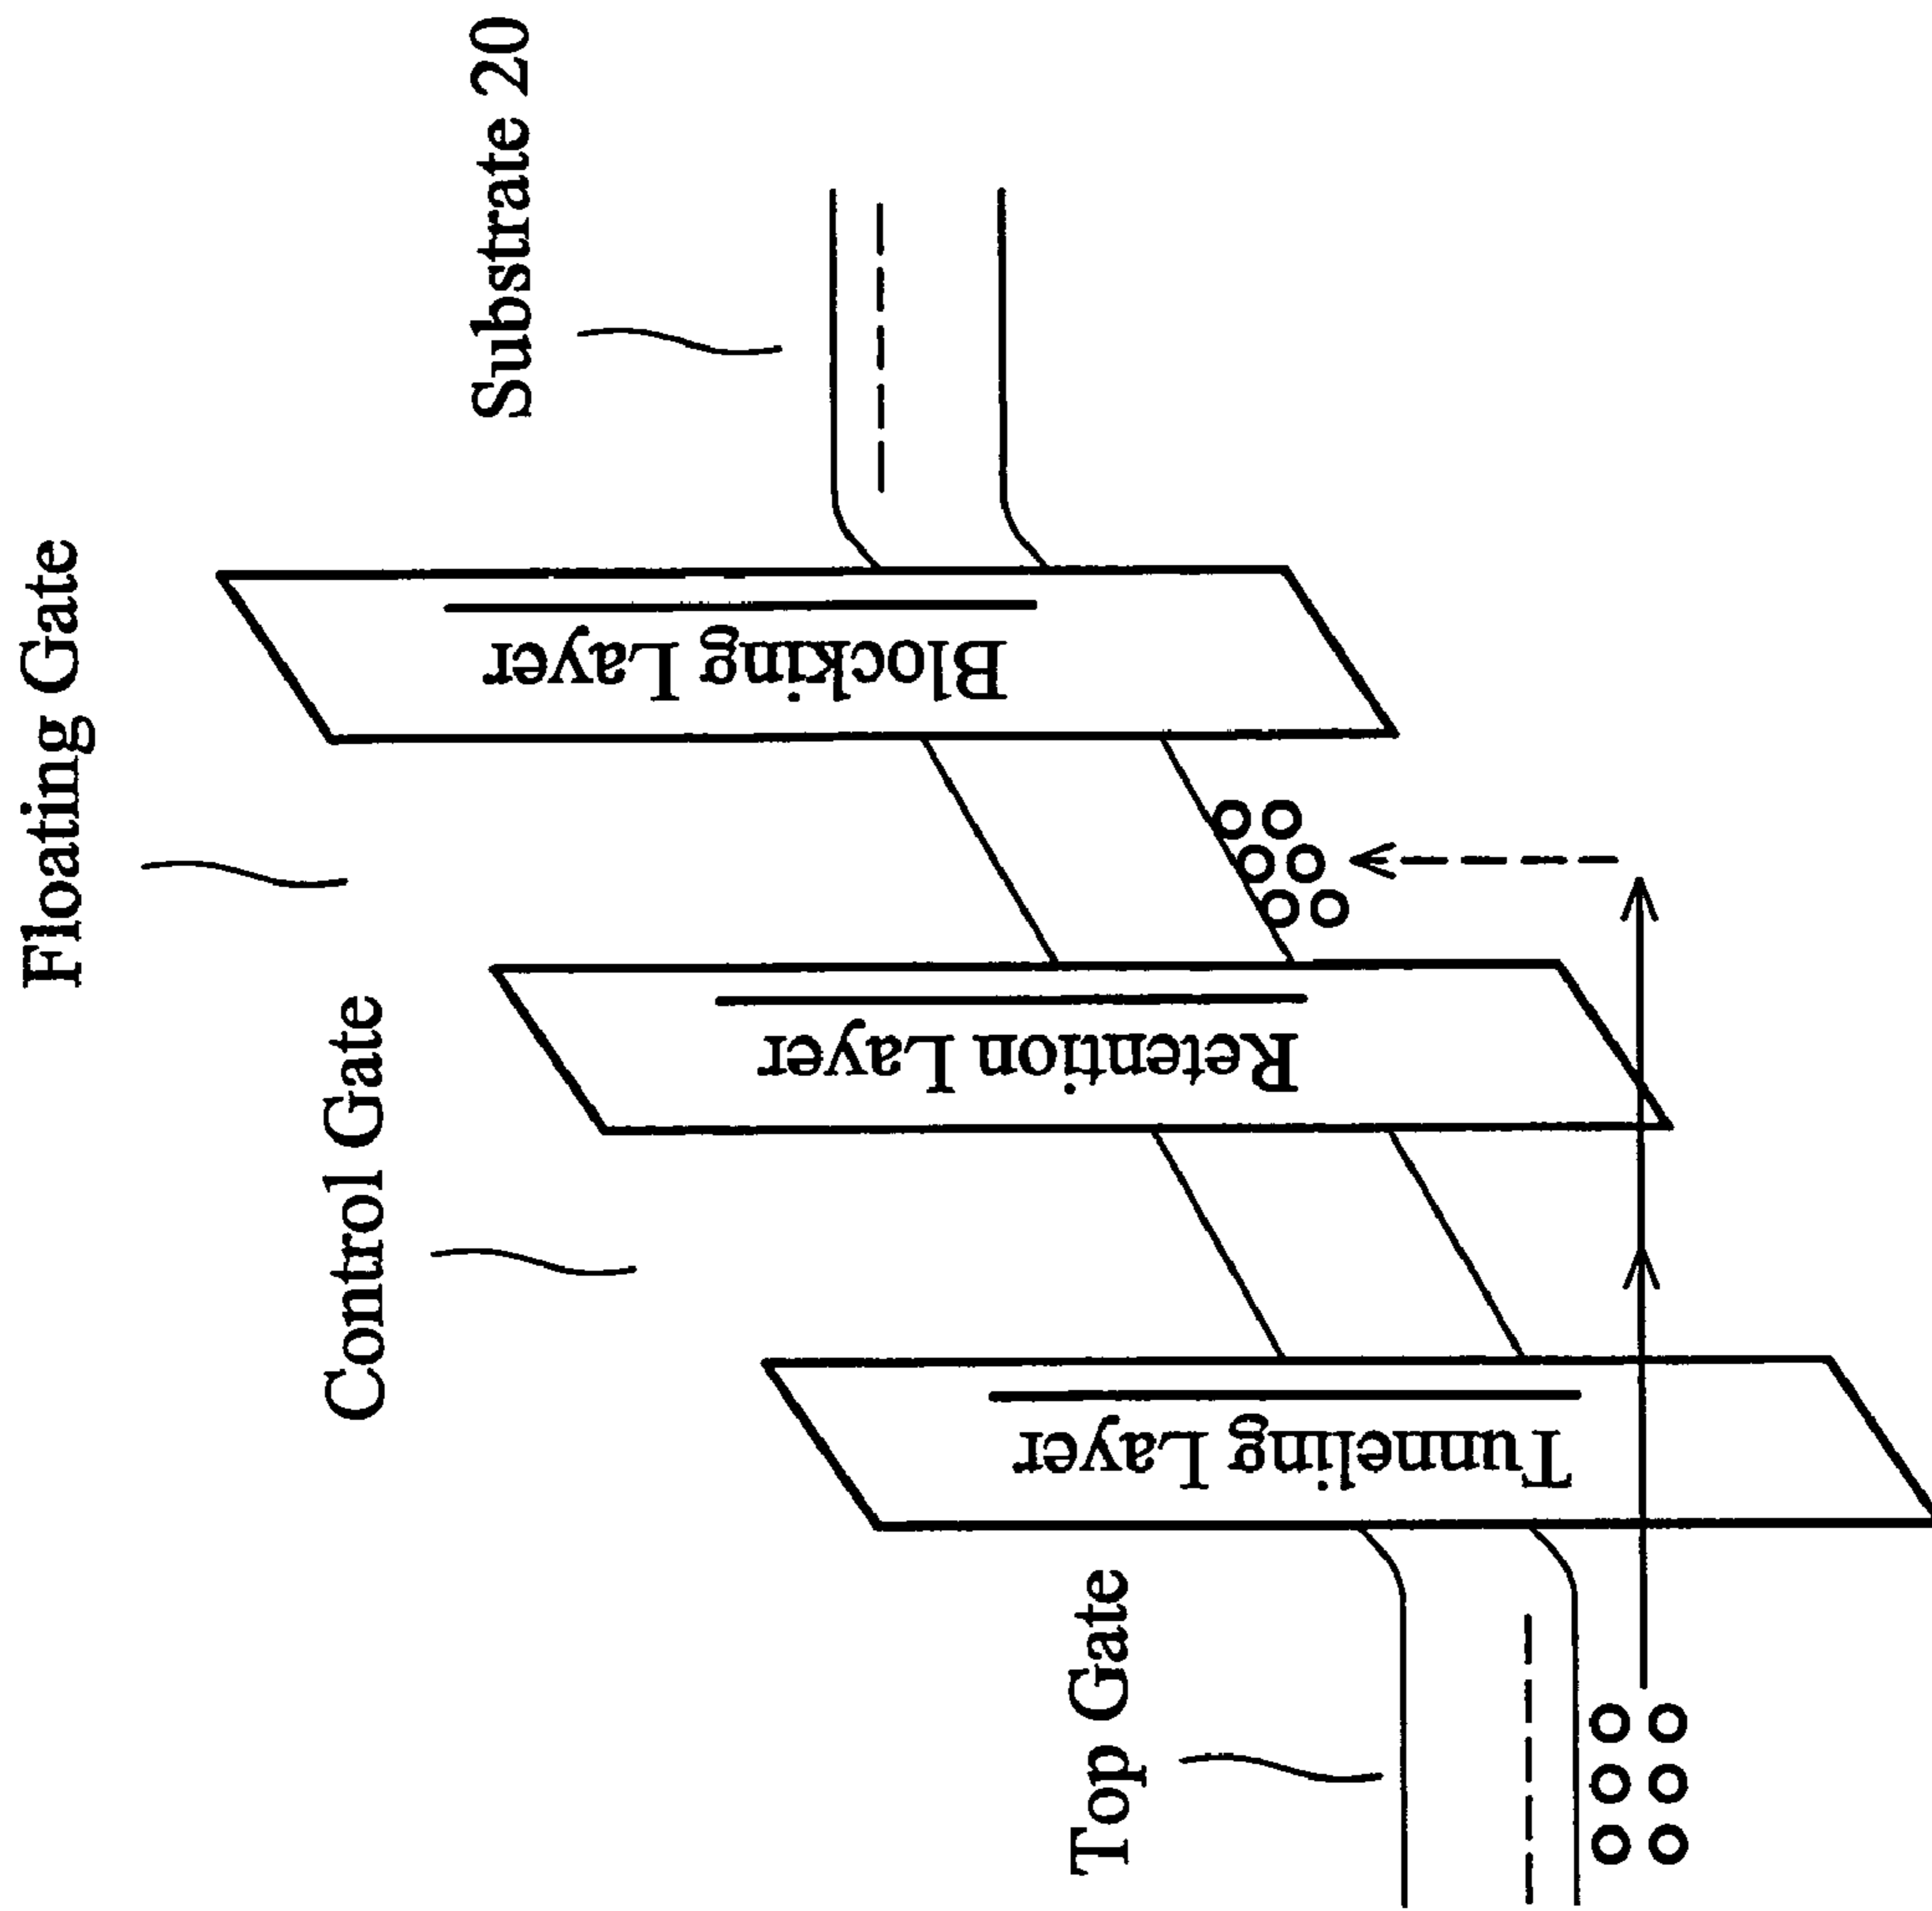 Top Gate
Control Gate
Floating Gate
Substrate 20
Tunneling Layer
Retention Layer
Blocking Layer